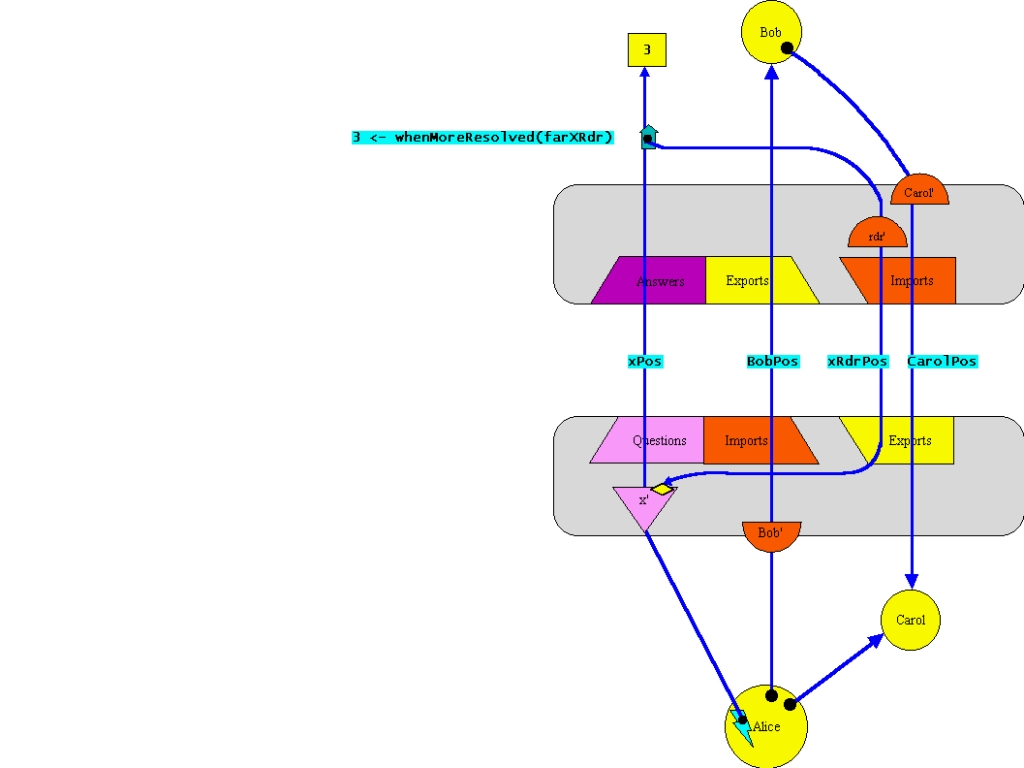 Bob
3
3 <- whenMoreResolved(farXRdr)
Carol'
rdr'
Answers
Exports
Imports
xPos
BobPos
xRdrPos
CarolPos
Questions
Imports
Exports
x'
Bob'
Carol
Alice